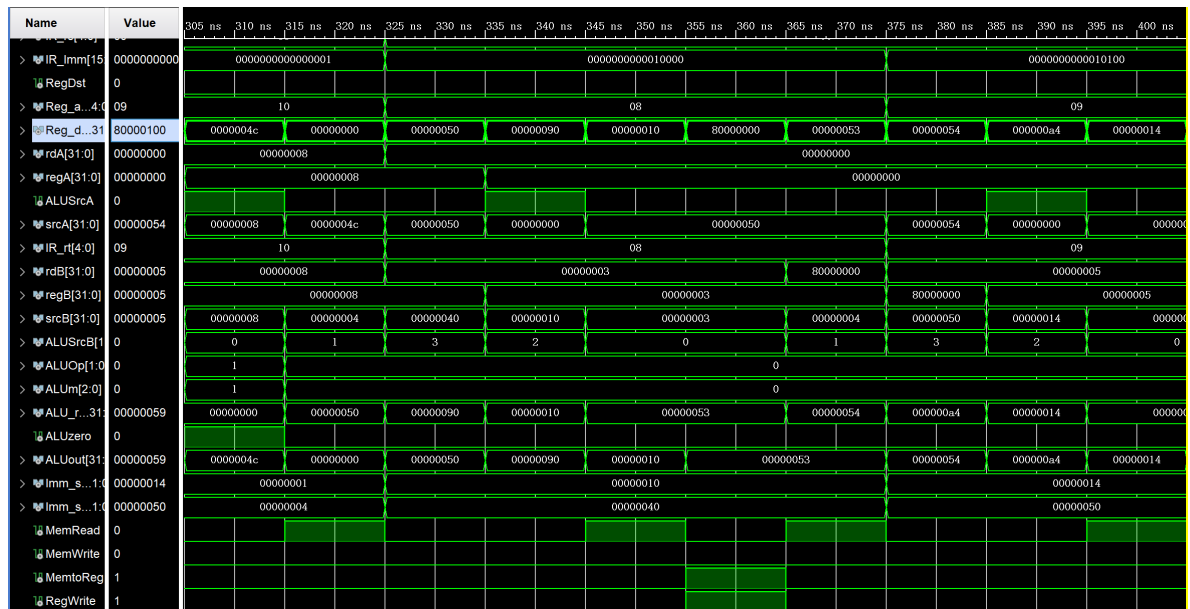 Name Value 305 ns 310 ns 315 ns 320 ns 325 ns 330 ns 335 ns 340 ns 345 ns 350 ns 355 ns 360 ns 365 ns 370 ns 375 ns 380 ns 385 ns 390 ns 395 ns 400 ns
IR_Imm[15 0000000000 0000000000000001 0000000000010000 0000000000010100
RegDst 0
Reg_a...4:0 09 10 08 09
Reg_d...31 80000100 0000004c 00000000 00000050 00000090 00000010 80000000 00000053 00000054 000000a4 00000014
rdA[31:0] 00000000 00000008 00000000
regA[31:0] 00000000 00000008 00000000
ALUSrcA 0
srcA[31:0] 00000054 00000008 0000004c 00000050 00000000 00000050 00000054 00000000 00000
IR_rt[4:0] 09 10 08 09
rdB[31:0] 00000005 00000008 00000003 80000000 00000005
regB[31:0] 00000005 00000008 00000003 80000000 00000005
srcB[31:0] 00000005 00000008 00000004 00000040 00000010 00000003 00000004 00000050 00000014 00000
ALUSrcB[1 0 0 1 3 2 0 1 3 2 0
ALUOp[1:0 0 1 0
ALUm[2:0] 0 1 0
ALU_r...31: 00000059 00000000 00000050 00000090 00000010 00000053 00000054 000000a4 00000014 00000
ALUzero 0
ALUout[31: 00000059 0000004c 00000000 00000050 00000090 00000010 00000053 00000054 000000a4 00000014
Imm_s...1:0 00000014 00000001 00000010 00000014
Imm_s...1:0 00000050 00000004 00000040 00000050
MemRead 0
MemWrite 0
MemtoReg 1
RegWrite 1